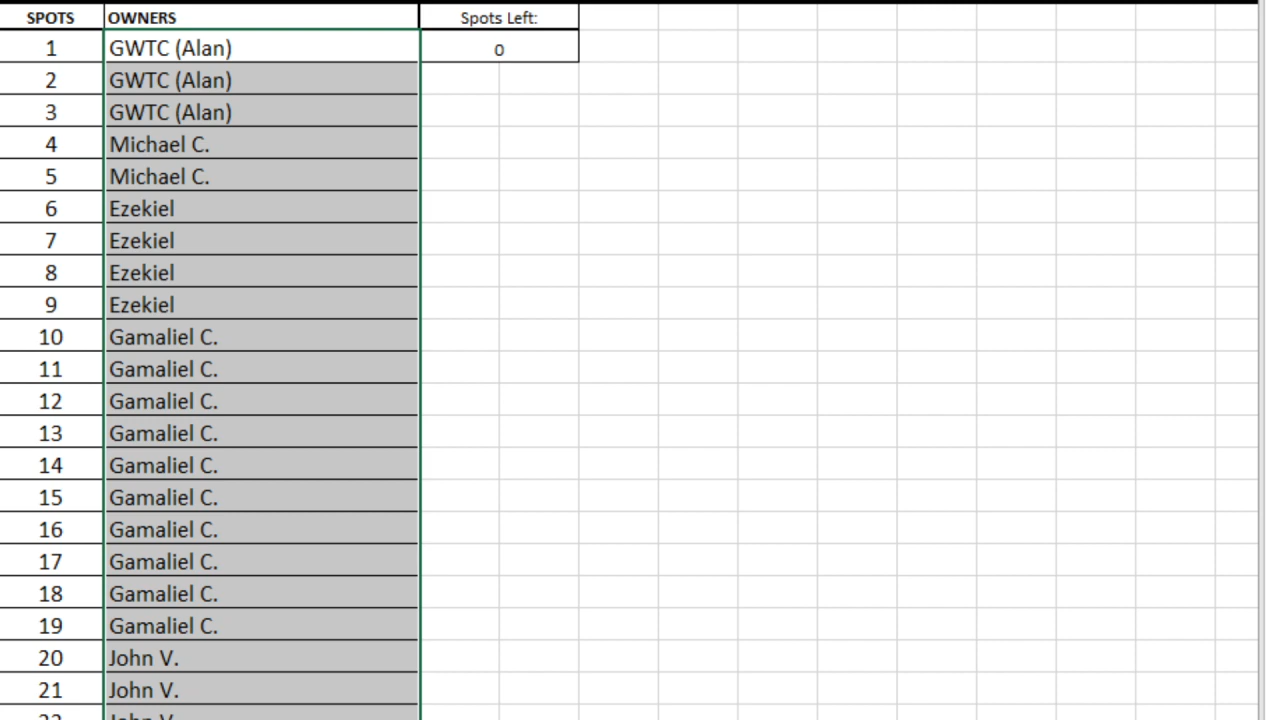 SPOTS OWNERS Spots Left:
1 GWTC (Alan) 0
2 GWTC (Alan)
3 GWTC (Alan)
4 Michael C.
5 Michael C.
6 Ezekiel
7 Ezekiel
8 Ezekiel
9 Ezekiel
10 Gamaliel C.
11 Gamaliel C.
12 Gamaliel C.
13 Gamaliel C.
14 Gamaliel C.
15 Gamaliel C.
16 Gamaliel C.
17 Gamaliel C.
18 Gamaliel C.
19 Gamaliel C.
20 John V.
21 John V.
22 John V.